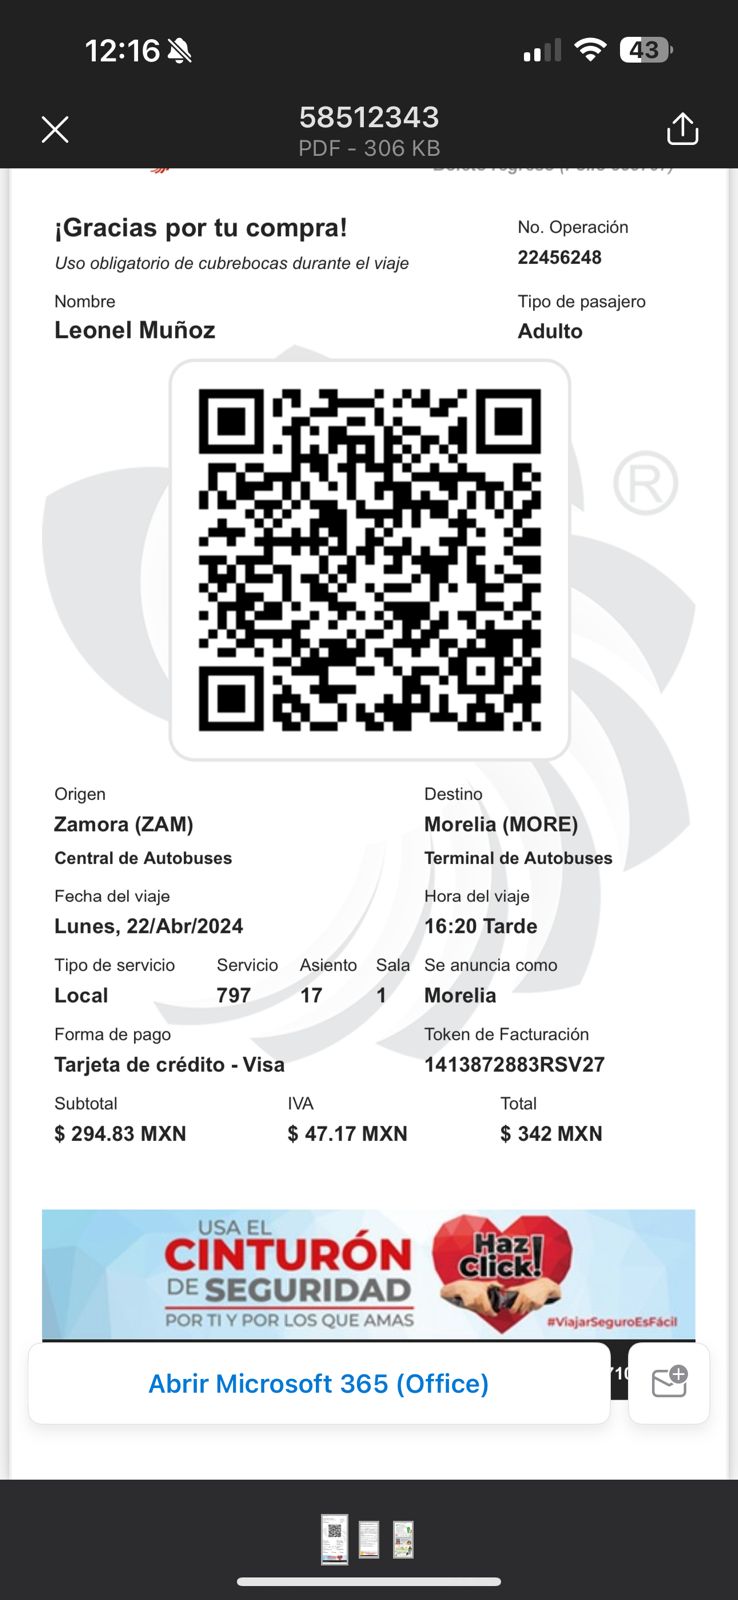 12:16
43
58512343
PDF - 306 KB
¡Gracias por tu compra!
No. Operación
Uso obligatorio de cubrebocas durante el viaje
22456248
Nombre
Tipo de pasajero
Leonel Muñoz
Adulto
®
Origen
Destino
Zamora (ZAM)
Morelia (MORE)
Central de Autobuses
Terminal de Autobuses
Fecha del viaje
Hora del viaje
Lunes, 22/Abr/2024
16:20 Tarde
Tipo de servicio Servicio Asiento Sala Se anuncia como
Local 797 17 1 Morelia
Forma de pago
Token de Facturación
Tarjeta de crédito - Visa
1413872883RSV27
Subtotal IVA Total
$ 294.83 MXN $ 47.17 MXN $ 342 MXN
USA EL
CINTURÓN
DE SEGURIDAD
POR TI Y POR LOS QUE AMAS
Haz
Click!
#ViajarSeguroEsFácil
Abrir Microsoft 365 (Office)